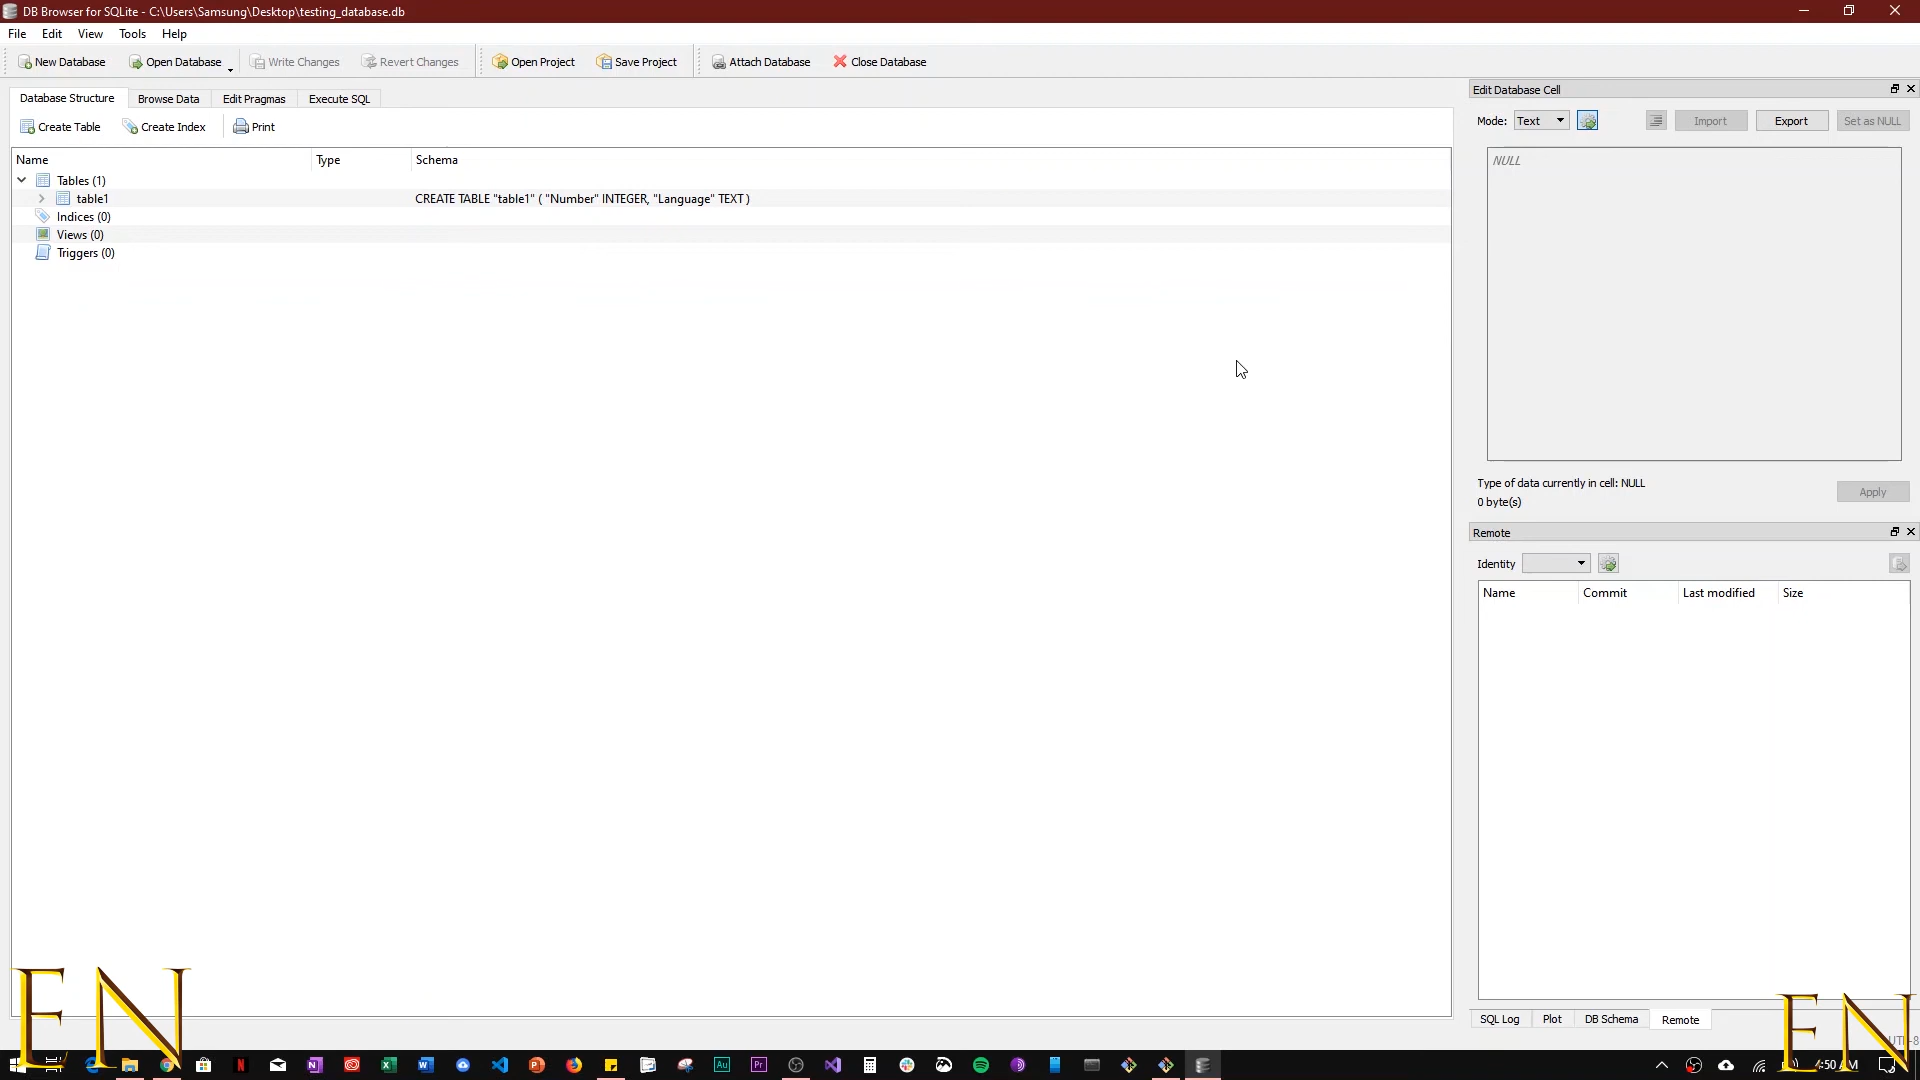 DB Browser for SQLite - C:\Users\Samsung\Desktop\testing_database.db
File Edit View Tools Help
New Database Open Database Write Changes Revert Changes Open Project Save Project Attach Database Close Database
Database Structure Browse Data Edit Pragmas Execute SQL
Create Table Create Index Print
Name Type Schema
Tables (1)
table1 CREATE TABLE "table1" ( "Number" INTEGER, "Language" TEXT )
Indices (0)
Views (0)
Triggers (0)
Edit Database Cell
Mode: Text Import Export Set as NULL
NULL
Type of data currently in cell: NULL
0 byte(s)
Apply
Remote
Identity
Name Commit Last modified Size
SQL Log Plot DB Schema Remote
EN
EN
4:50 AM